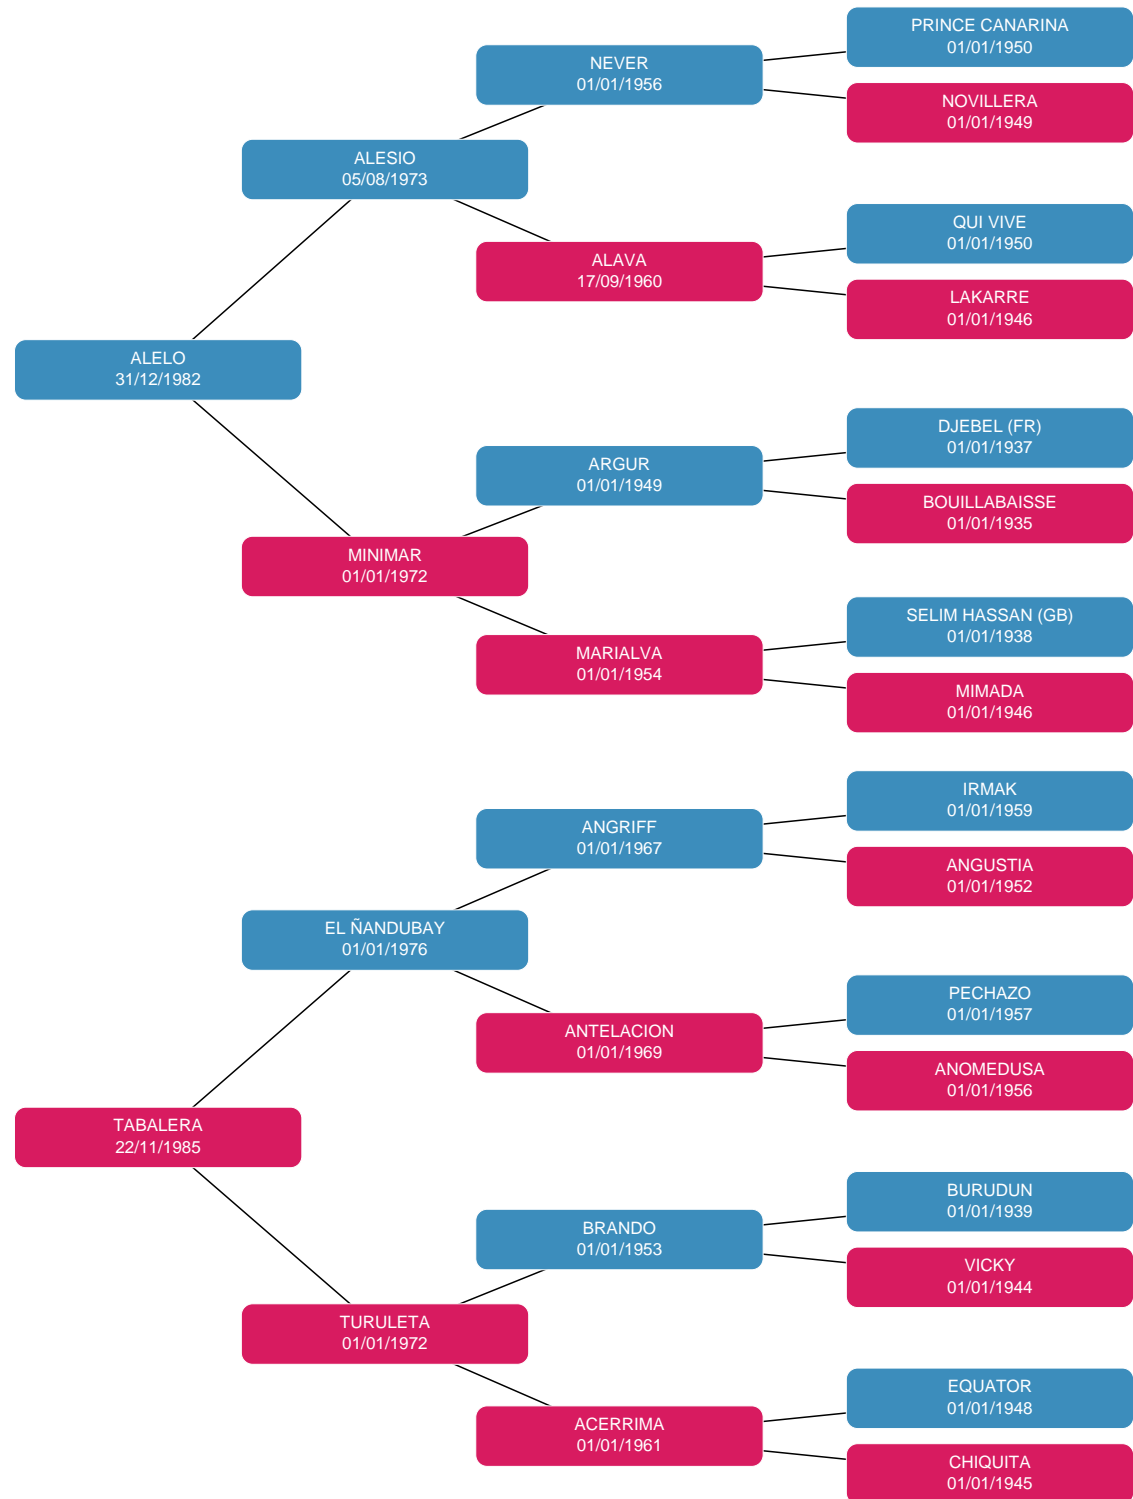 PRINCE CANARINA
01/01/1950
NEVER
01/01/1956
NOVILLERA
01/01/1949
ALESIO
05/08/1973
QUI VIVE
01/01/1950
ALAVA
17/09/1960
LAKARRE
01/01/1946
ALELO
31/12/1982
DJEBEL (FR)
01/01/1937
ARGUR
01/01/1949
BOUILLABAISSE
01/01/1935
MINIMAR
01/01/1972
SELIM HASSAN (GB)
01/01/1938
MARIALVA
01/01/1954
MIMADA
01/01/1946
IRMAK
01/01/1959
ANGRIFF
01/01/1967
ANGUSTIA
01/01/1952
EL ÑANDUBAY
01/01/1976
PECHAZO
01/01/1957
ANTELACION
01/01/1969
ANOMEDUSA
01/01/1956
TABALERA
22/11/1985
BURUDUN
01/01/1939
BRANDO
01/01/1953
VICKY
01/01/1944
TURULETA
01/01/1972
EQUATOR
01/01/1948
ACERRIMA
01/01/1961
CHIQUITA
01/01/1945